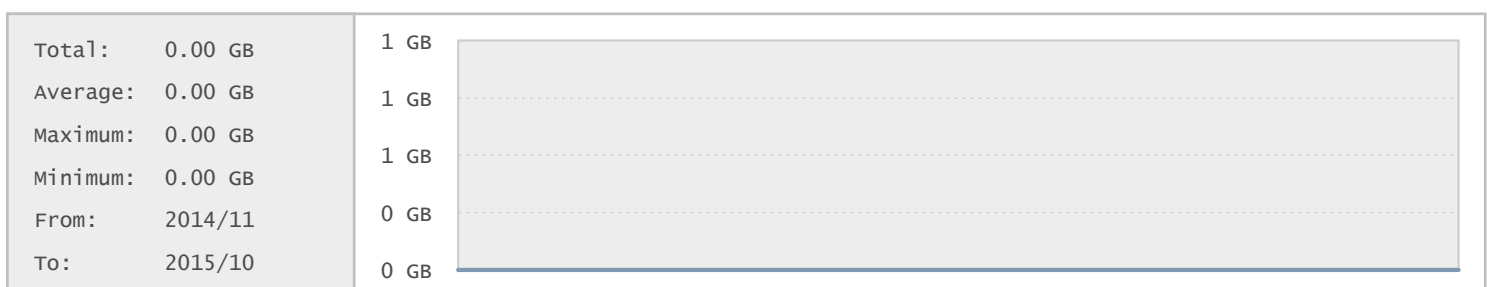 Total: 0.00 GB
Average: 0.00 GB
Maximum: 0.00 GB
Minimum: 0.00 GB
From: 2014/11
To: 2015/10
1 GB
1 GB
1 GB
0 GB
0 GB